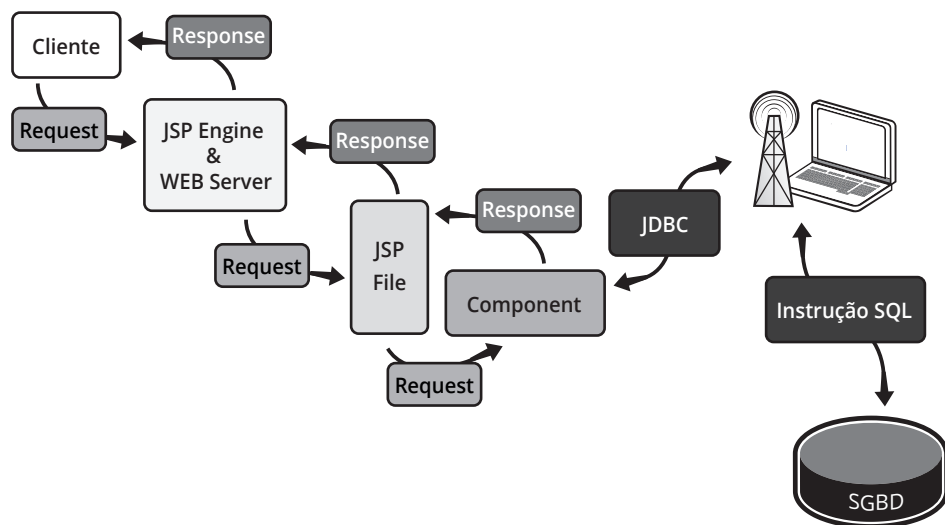 Cliente
Response
Request
JSP Engine
&
WEB Server
Response
Request
JSP
File
Response
Component
Request
JDBC
Instrução SQL
SGBD